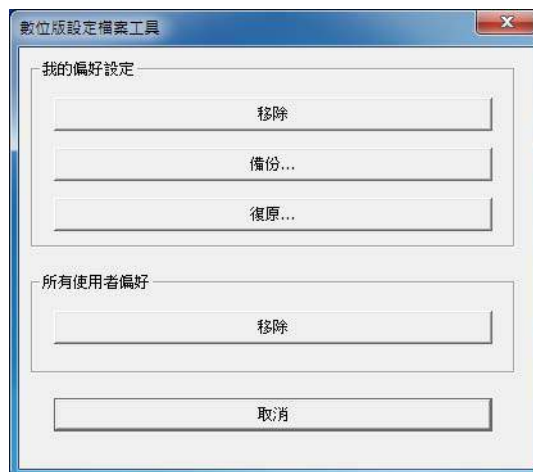 數位版設定檔案工具
我的偏好設定
移除
備份...
復原...
所有使用者偏好
移除
取消